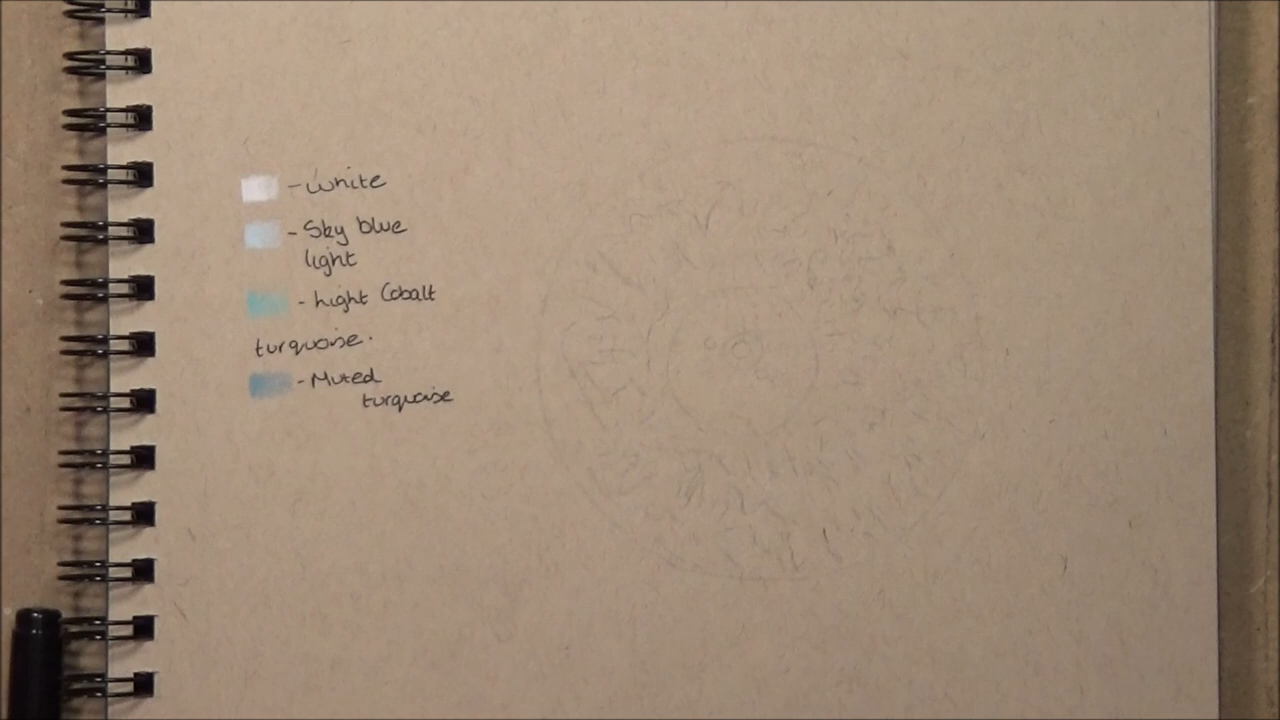 - White
- Sky blue
light
- Light Cobalt
turquoise.
- Muted
turquoise